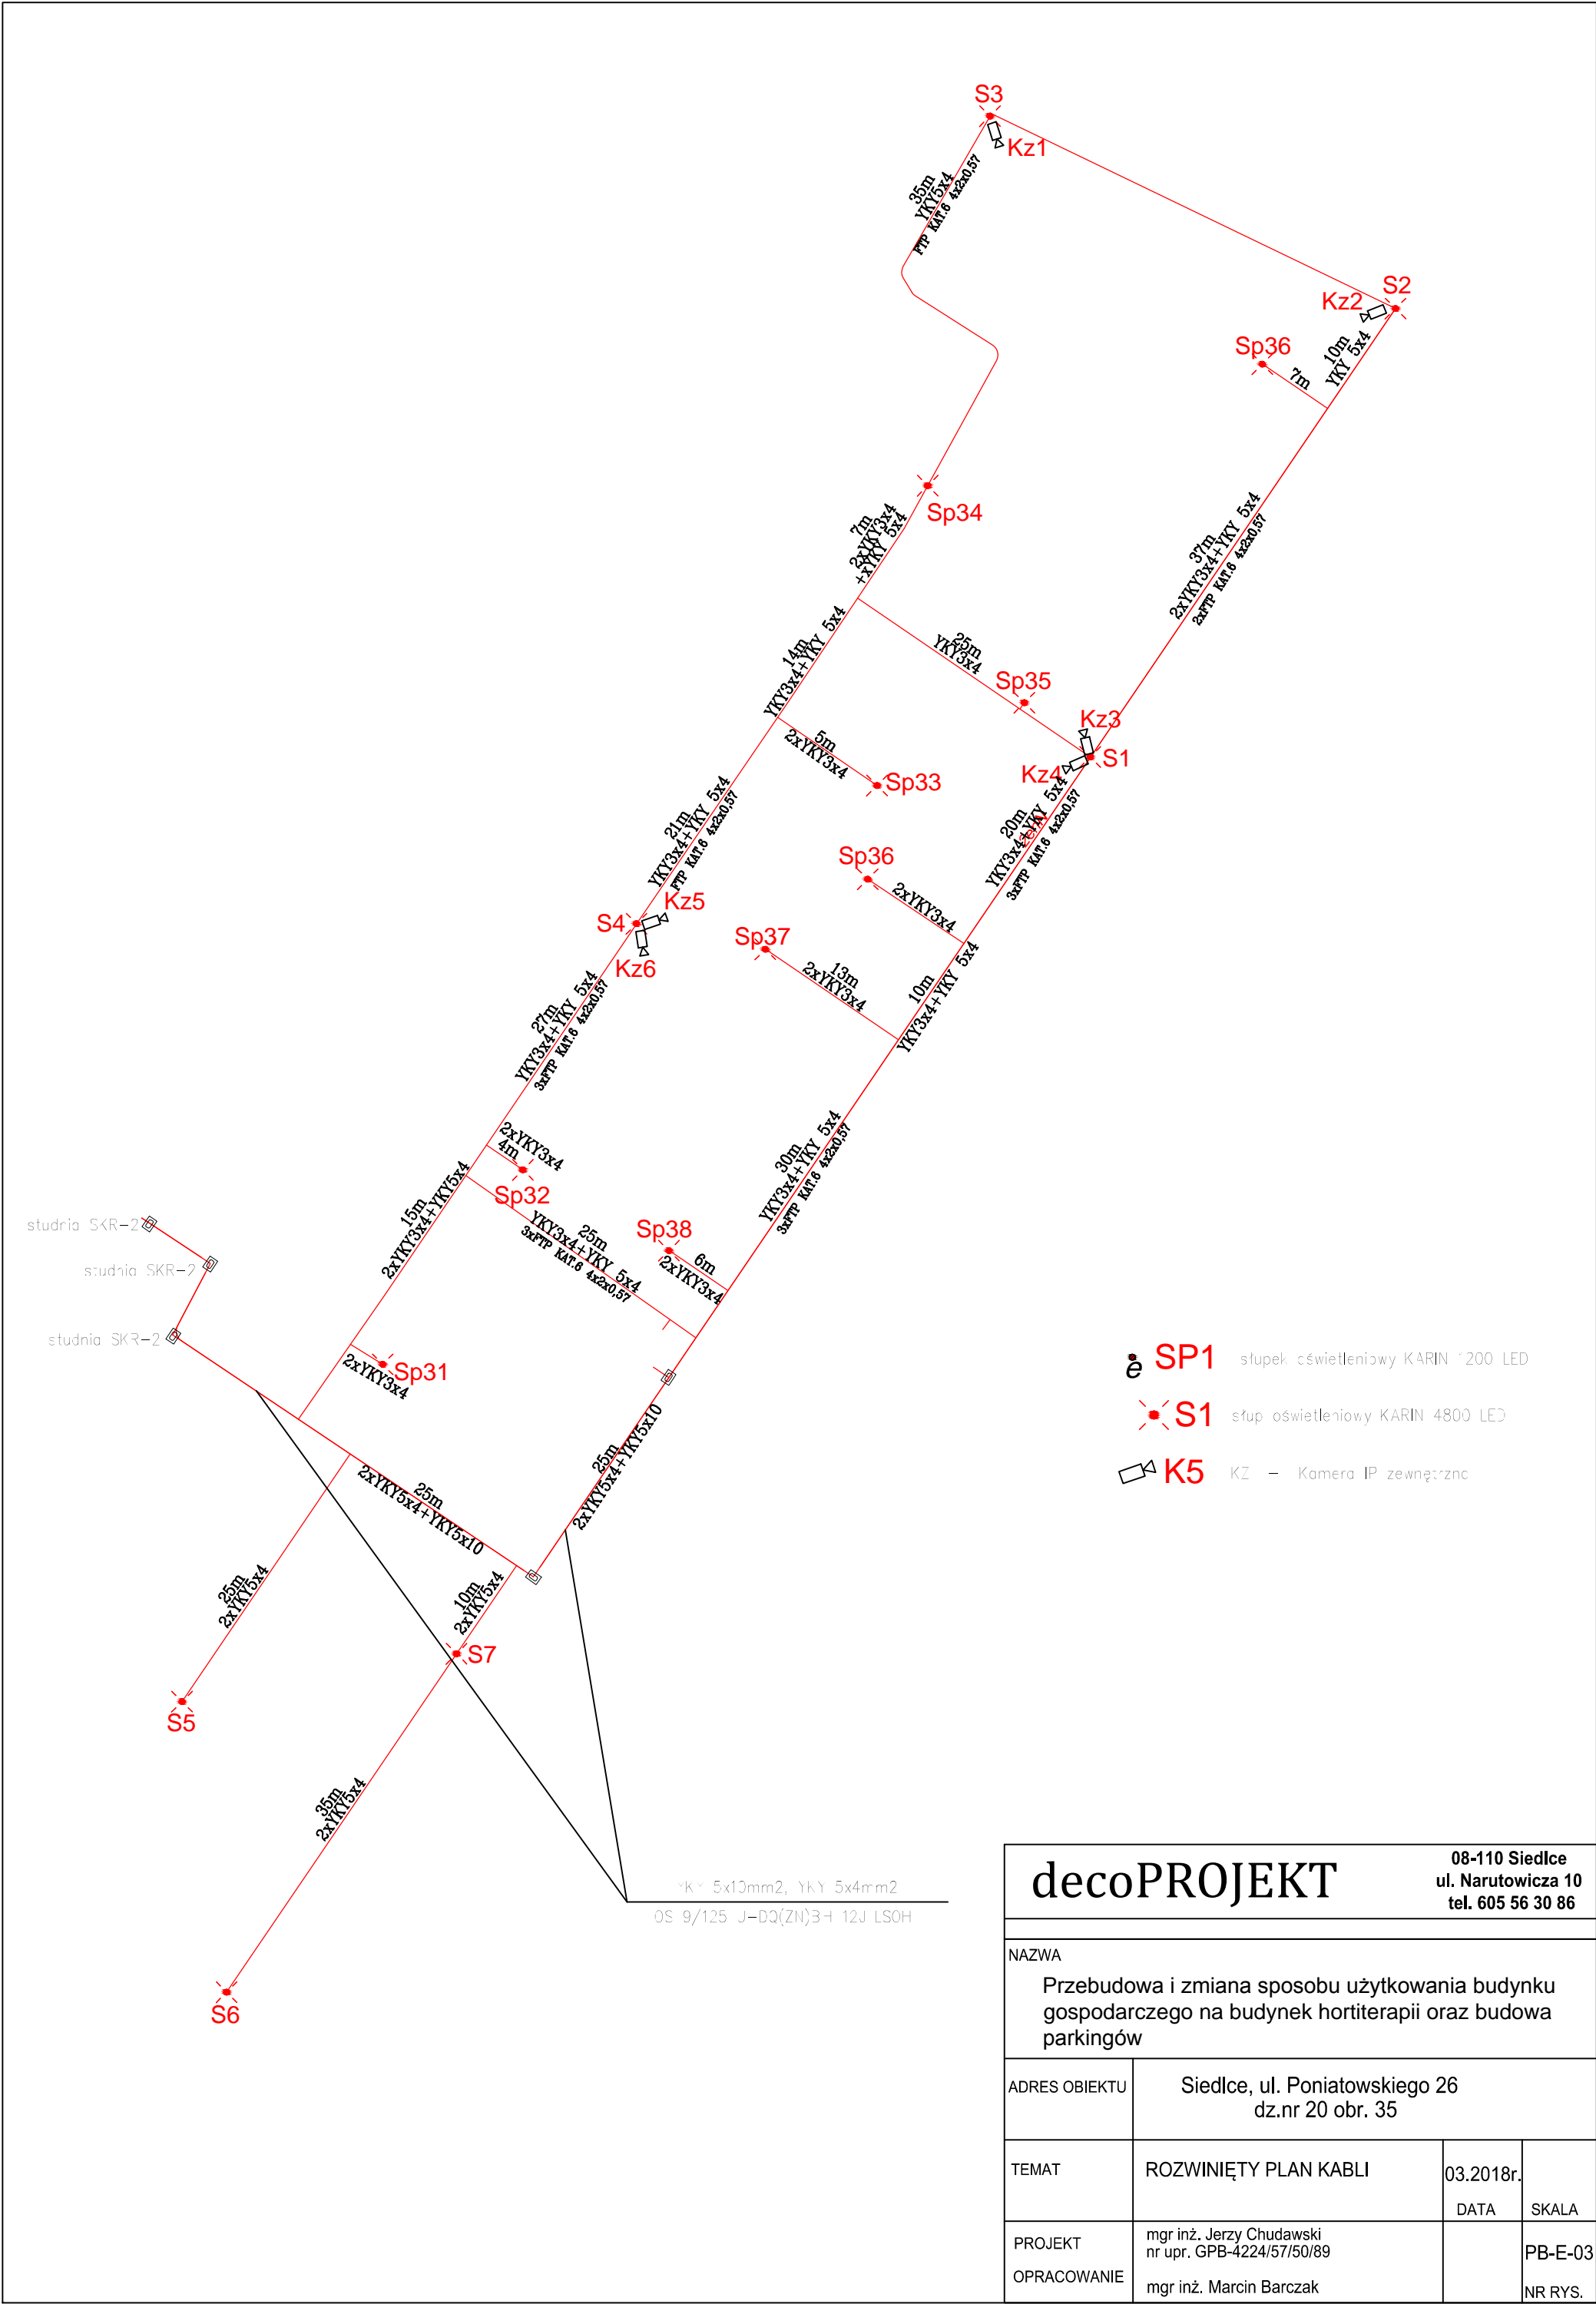 S3
Kz1
35m
YKY5x4
FTP KAT.6 4x2x0,57
S2
Kz2
10m
YKY 5x4
Sp36
7m
Sp34
7m
2xYKY3x4
+xYKY 5x4
37m
2xYKY3x4+YKY 5x4
2xFTP KAT.6 4x2x0,57
14m
YKY3x4+YKY 5x4
25m
YKY3x4
Sp35
Kz3
S1
Kz4
5m
2xYKY3x4
Sp33
21m
YKY3x4+YKY 5x4
FTP KAT.6 4x2x0,57
20m
YKY3x4+YKY 5x4
3xFTP KAT.6 4x2x0,57
Sp36
2xYKY3x4
S4
Kz5
Kz6
Sp37
13m
2xYKY3x4
10m
YKY3x4+YKY 5x4
27m
YKY3x4+YKY 5x4
3xFTP KAT.6 4x2x0,57
2xYKY3x4
4m
Sp32
30m
YKY3x4+YKY 5x4
3xFTP KAT.6 4x2x0,57
15m
2xYKY3x4+YKY5x4
25m
YKY3x4+YKY 5x4
3xFTP KAT.6 4x2x0,57
Sp38
6m
2xYKY3x4
studnia SKR-2
studnia SKR-2
studnia SKR-2
2xYKY3x4
Sp31
SP1 słupek oświetleniowy KARIN 1200 LED
S1 słup oświetleniowy KARIN 4800 LED
K5 KZ - Kamera IP zewnętrzna
25m
2xYKY5x4+YKY5x10
25m
2xYKY5x4+YKY5x10
25m
2xYKY5x4
10m
2xYKY5x4
S7
S5
35m
2xYKY5x4
S6
YKY 5x10mm2, YKY 5x4mm2
OS 9/125 J-DQ(ZN)BH 12J LSOH
decoPROJEKT
08-110 Siedlce
ul. Narutowicza 10
tel. 605 56 30 86
NAZWA
Przebudowa i zmiana sposobu użytkowania budynku
gospodarczego na budynek hortiterapii oraz budowa
parkingów
ADRES OBIEKTU
Siedlce, ul. Poniatowskiego 26
dz.nr 20 obr. 35
TEMAT
ROZWINIĘTY PLAN KABLI
03.2018r.
DATA
SKALA
PROJEKT
mgr inż. Jerzy Chudawski
nr upr. GPB-4224/57/50/89
OPRACOWANIE
mgr inż. Marcin Barczak
PB-E-03
NR RYS.